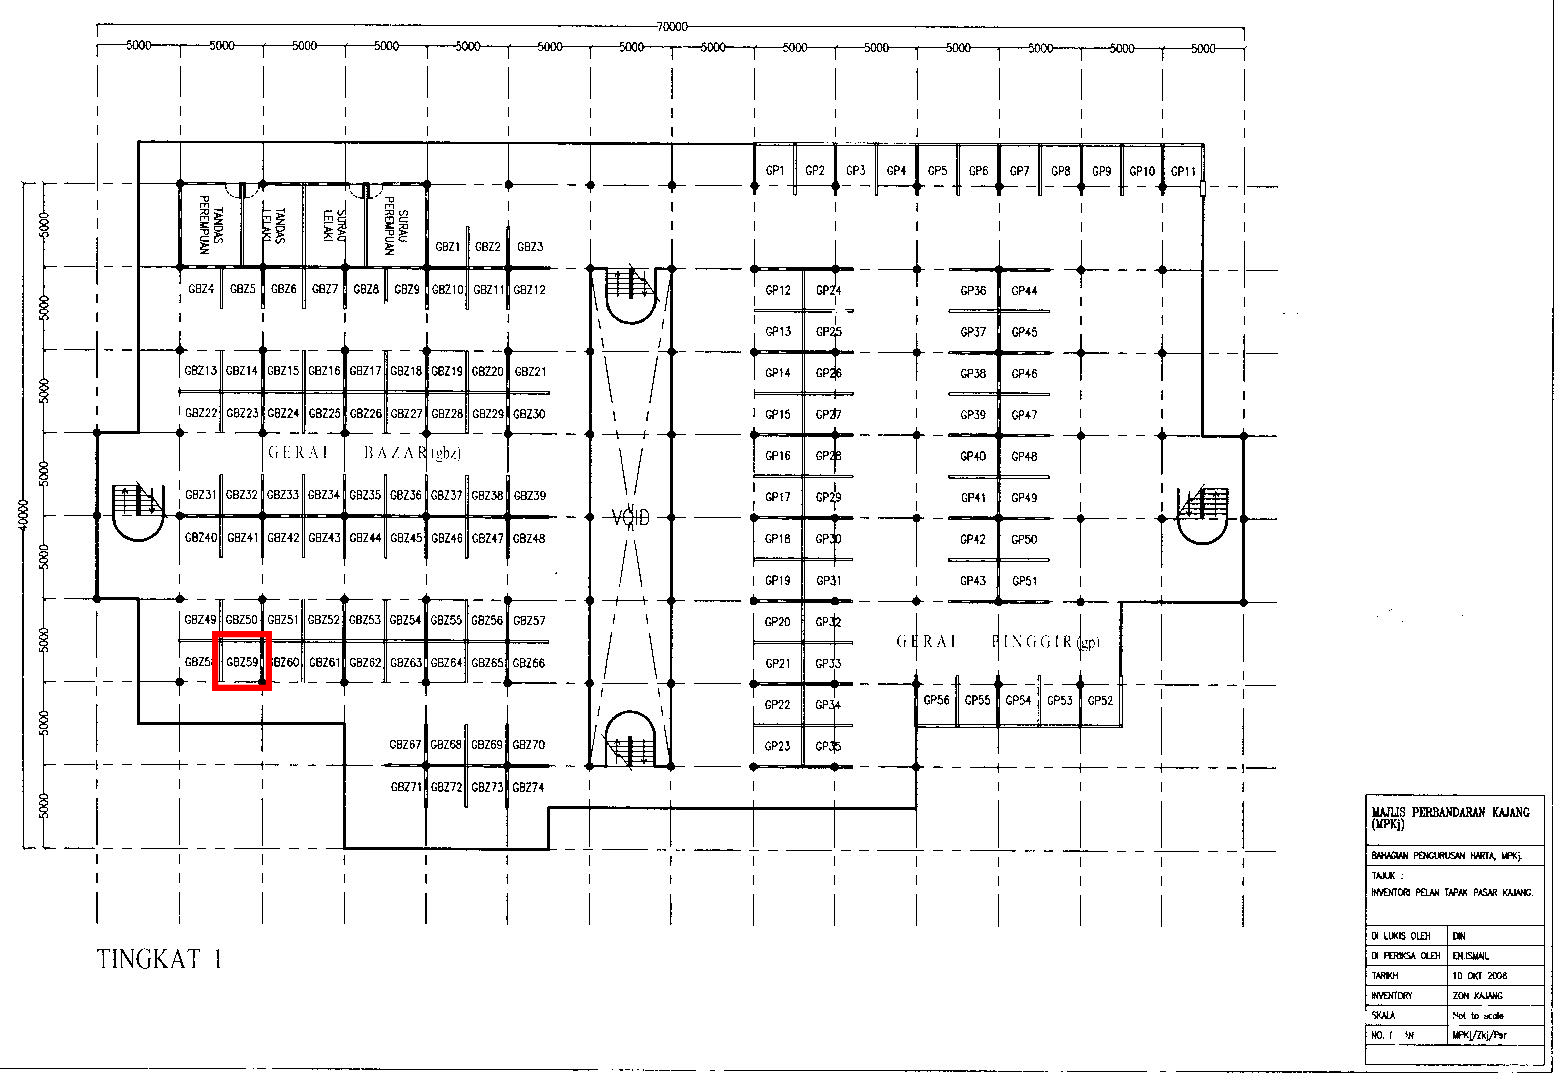 70000
5000 5000 5000 5000 5000 5000 5000 5000 5000 5000 5000 5000 5000 5000
GP1 GP2 GP3 GP4 GP5 GP6 GP7 GP8 GP9 GP10 GP11
TANDAS PEREMPUAN
TANDAS LELAKI
SURAU LELAKI
SURAU PEREMPUAN
5000
GBZ1 GBZ2 GBZ3
GBZ4 GBZ5 GBZ6 GBZ7 GBZ8 GBZ9 GBZ10 GBZ11 GBZ12 GP12 GP24 GP36 GP44
5000
GP13 GP25 GP37 GP45
GBZ13 GBZ14 GBZ15 GBZ16 GBZ17 GBZ18 GBZ19 GBZ20 GBZ21 GP14 GP26 GP38 GP46
5000
GBZ22 GBZ23 GBZ24 GBZ25 GBZ26 GBZ27 GBZ28 GBZ29 GBZ30 GP15 GP27 GP39 GP47
GERAI BAZAR(gbz) GP16 GP28 GP40 GP48
5000
GBZ31 GBZ32 GBZ33 GBZ34 GBZ35 GBZ36 GBZ37 GBZ38 GBZ39 GP17 GP29 GP41 GP49
40000
VOID
GBZ40 GBZ41 GBZ42 GBZ43 GBZ44 GBZ45 GBZ46 GBZ47 GBZ48 GP18 GP30 GP42 GP50
5000
GP19 GP31 GP43 GP51
GBZ49 GBZ50 GBZ51 GBZ52 GBZ53 GBZ54 GBZ55 GBZ56 GBZ57 GP20 GP32
5000
GERAI PINGGIR(gp)
GBZ59 GBZ60 GBZ61 GBZ62 GBZ63 GBZ64 GBZ65 GBZ66 GP21 GP33
GP22 GP34 GP56 GP55 GP54 GP53 GP52
5000
GBZ67 GBZ68 GBZ69 GBZ70 GP23 GP35
GBZ71 GBZ72 GBZ73 GBZ74
5000
TINGKAT 1
MAJLIS PERBANDARAN KAJANG
(MPKj)
BAHAGIAN PENGURUSAN HARTA, MPKj.
TAJUK :
INVENTORI PELAN TAPAK PASAR KAJANG.
DI LUKIS OLEH DIN
DI PERIKSA OLEH EN.ISMAIL
TARIKH 10 OKT 2008
INVENTORY ZON KAJANG
SKALA Not to scale
NO. MPKj/Zkj/Psr